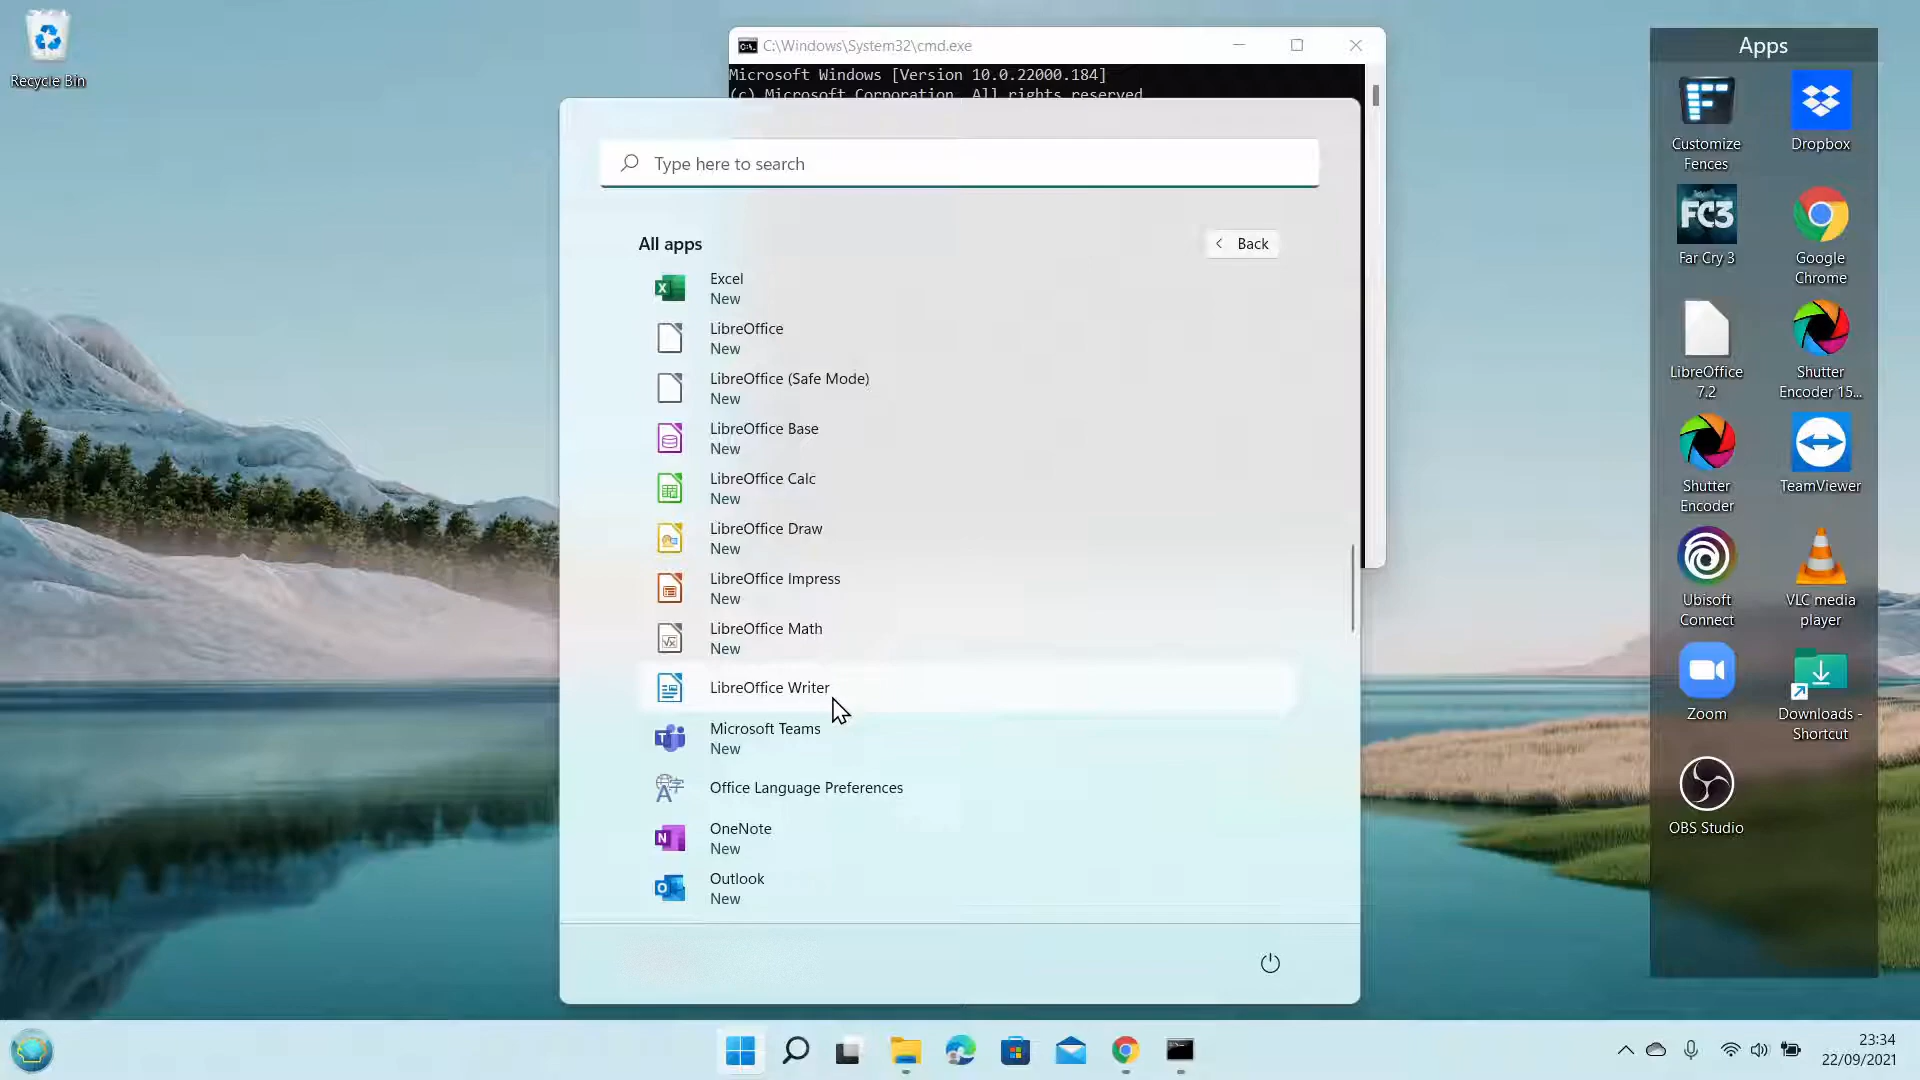 Recycle Bin
C:\Windows\System32\cmd.exe
Microsoft Windows [Version 10.0.22000.184]
(c) Microsoft Corporation. All rights reserved
Type here to search
All apps
Back
Excel
New
LibreOffice
New
LibreOffice (Safe Mode)
New
LibreOffice Base
New
LibreOffice Calc
New
LibreOffice Draw
New
LibreOffice Impress
New
LibreOffice Math
New
LibreOffice Writer
Microsoft Teams
New
Office Language Preferences
OneNote
New
Outlook
New
Apps
Customize
Fences
Dropbox
FC3
Far Cry 3
Google
Chrome
LibreOffice
7.2
Shutter
Encoder 15...
Shutter
Encoder
TeamViewer
Ubisoft
Connect
VLC media
player
Zoom
Downloads -
Shortcut
OBS Studio
23:34
22/09/2021